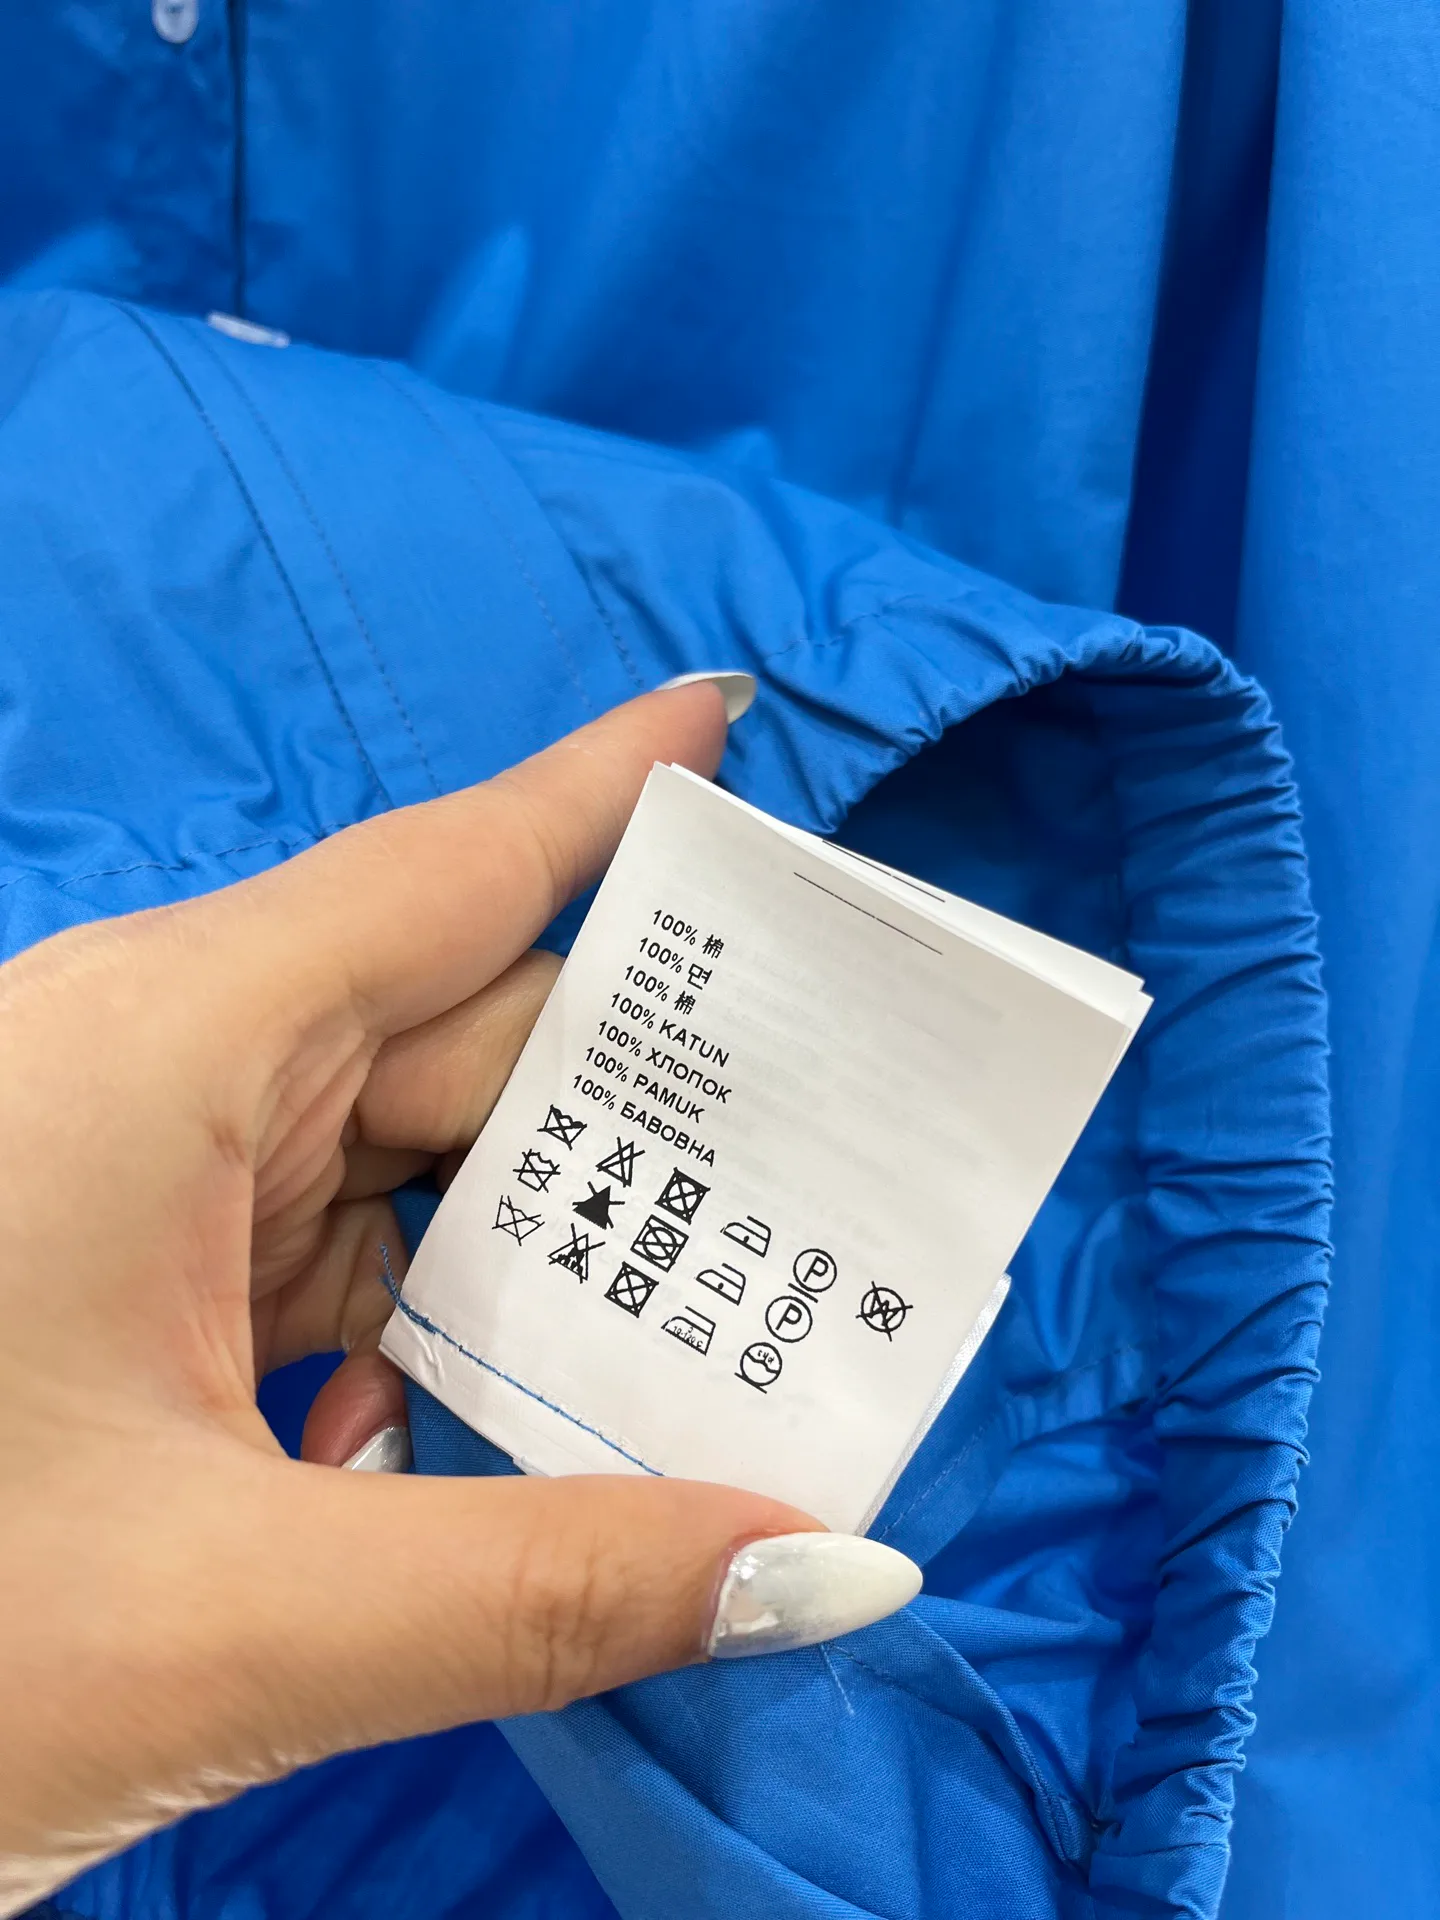 100% 棉
100% 면
100% 棉
100% KATUN
100% ХЛОПОК
100% PAMUK
100% БАВОВНА
P
W
P